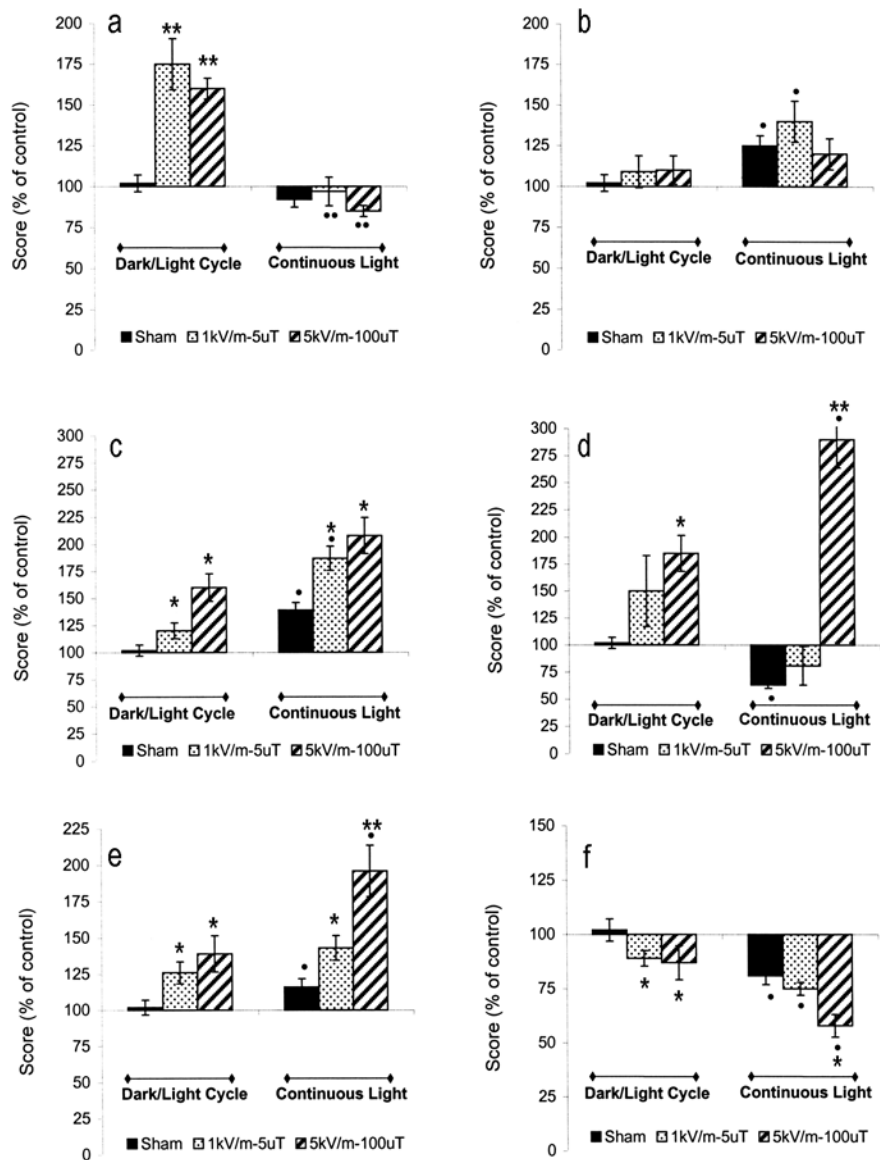 a
Score (% of control)
200
175
150
125
100
75
50
25
0
**
**
••
••
Dark/Light Cycle
Continuous Light
Sham
1kV/m-5uT
5kV/m-100uT
b
Score (% of control)
200
175
150
125
100
75
50
25
0
•
•
Dark/Light Cycle
Continuous Light
Sham
1kV/m-5uT
5kV/m-100uT
c
Score (% of control)
300
275
250
225
200
175
150
125
100
75
50
25
0
*
*
•
*
•
*
Dark/Light Cycle
Continuous Light
Sham
1kV/m-5uT
5kV/m-100uT
d
Score (% of control)
300
275
250
225
200
175
150
125
100
75
50
25
0
*
•
**
•
Dark/Light Cycle
Continuous Light
Sham
1kV/m-5uT
5kV/m-100uT
e
Score (% of control)
225
200
175
150
125
100
75
50
25
0
*
*
•
*
**
•
Dark/Light Cycle
Continuous Light
Sham
1kV/m-5uT
5kV/m-100uT
f
Score (% of control)
150
125
100
75
50
25
0
*
*
•
•
•
*
Dark/Light Cycle
Continuous Light
Sham
1kV/m-5uT
5kV/m-100uT